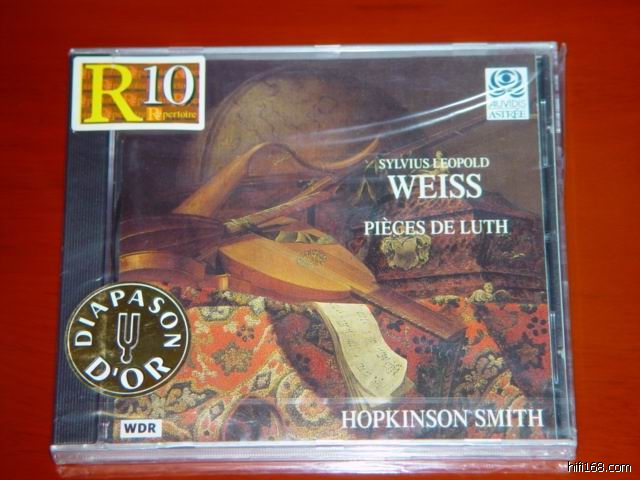 R10
Répertoire
AUVIDIS
ASTRÉE
SYLVIUS LEOPOLD
WEISS
PIÈCES DE LUTH
DIAPASON
D'OR
WDR
HOPKINSON SMITH
hifi168.com